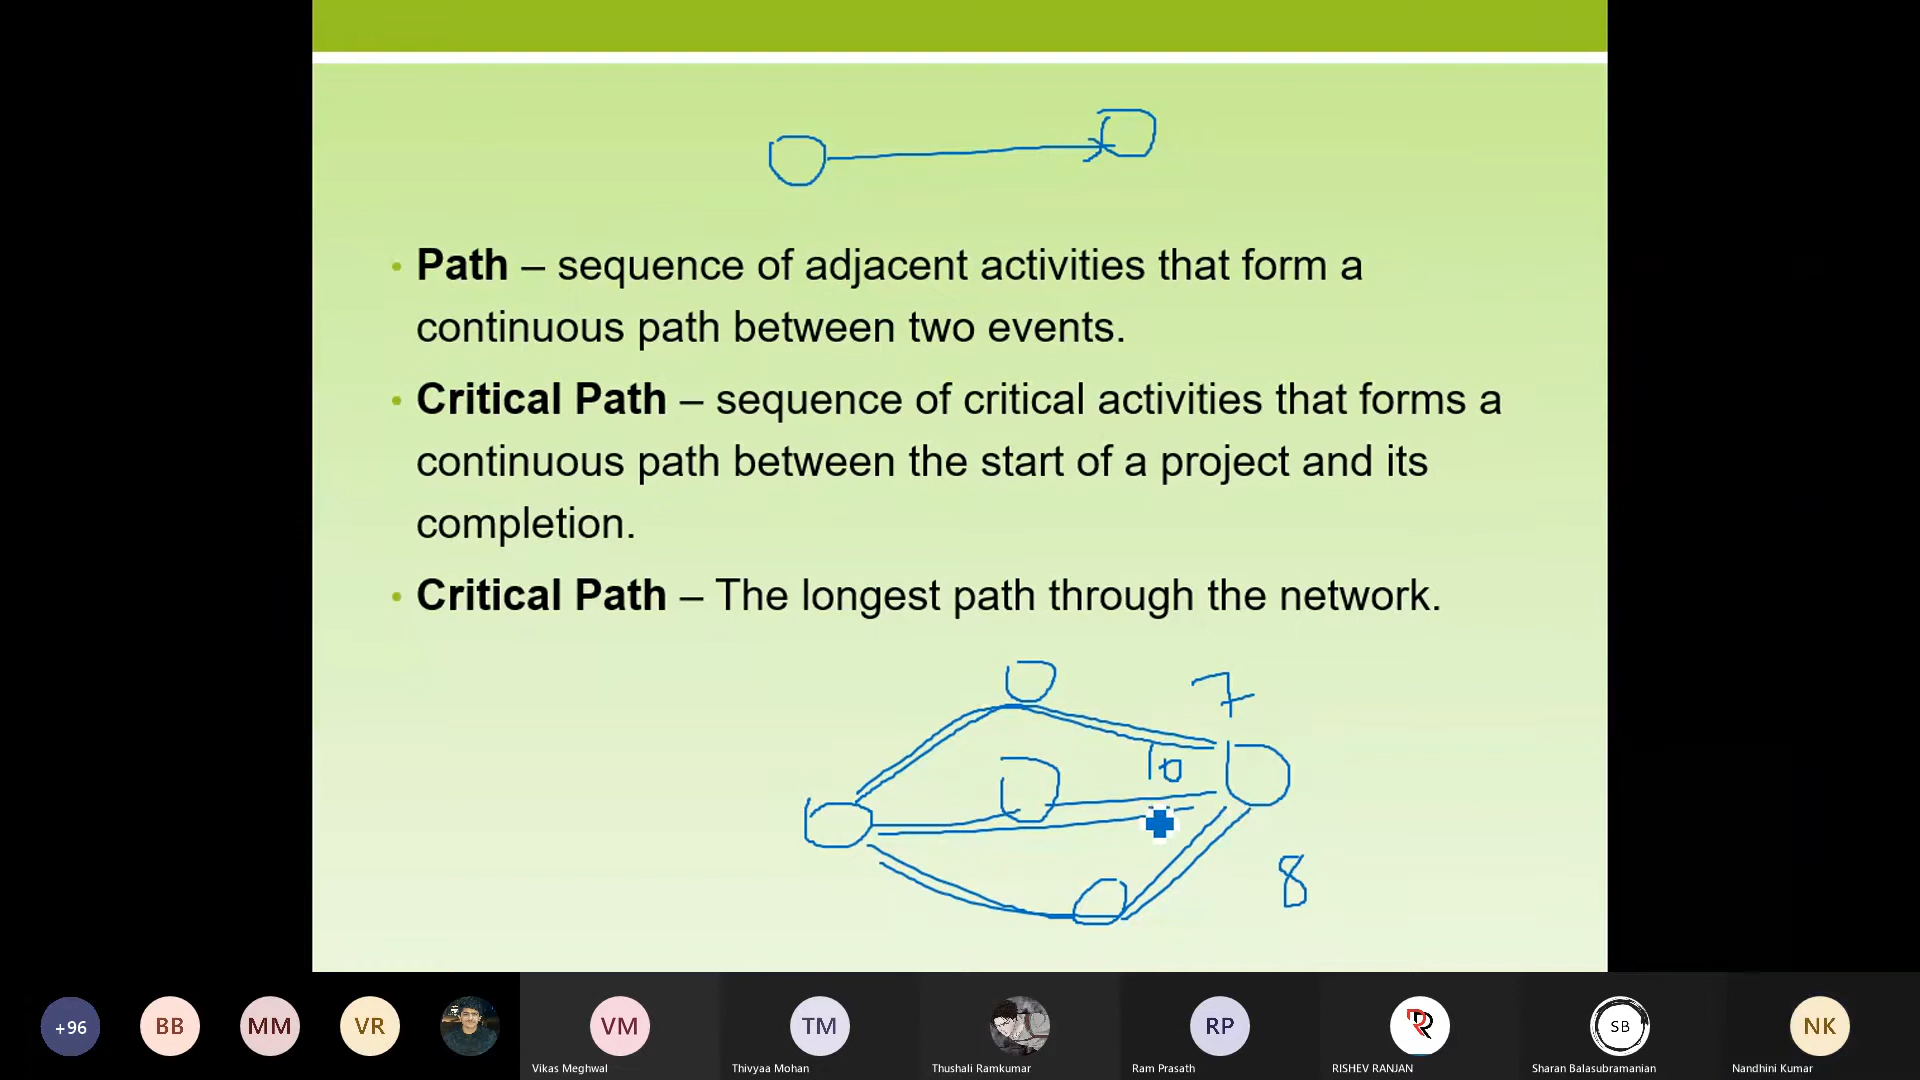 • Path – sequence of adjacent activities that form a
continuous path between two events.
• Critical Path – sequence of critical activities that forms a
continuous path between the start of a project and its
completion.
• Critical Path – The longest path through the network.
7
10
8
+96
BB
MM
VR
VM
TM
RP
SB
NK
Vikas Meghwal
Thivyaa Mohan
Thushali Ramkumar
Ram Prasath
RISHEV RANJAN
Sharan Balasubramanian
Nandhini Kumar